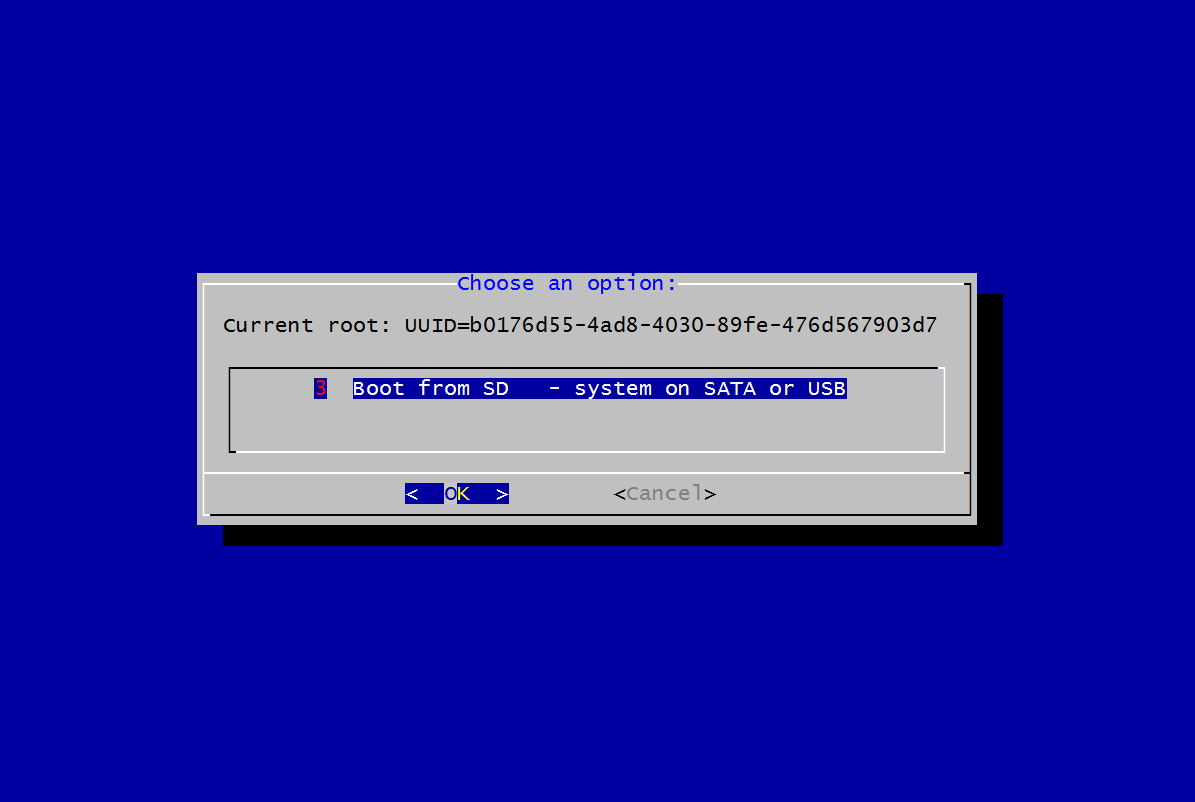 Choose an option:
Current root: UUID=b0176d55-4ad8-4030-89fe-476d567903d7
3  Boot from SD   - system on SATA or USB
<  OK  >        <Cancel>